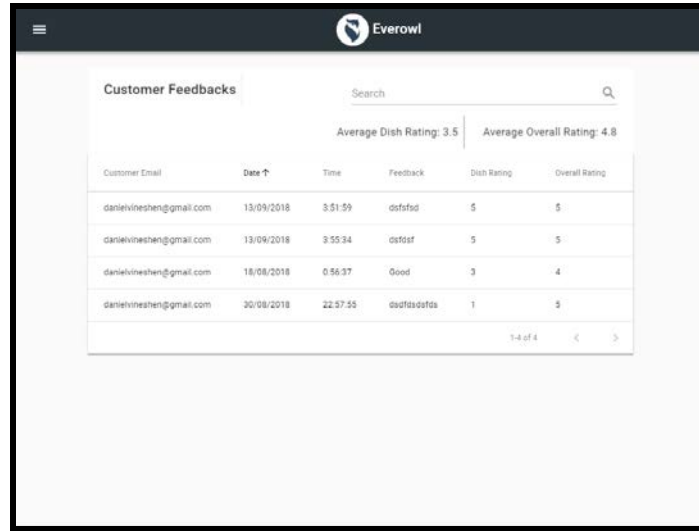 Everowl
Customer Feedbacks
Search
Average Dish Rating: 3.5 Average Overall Rating: 4.8
Customer Email Date ↑ Time Feedback Dish Rating Overall Rating
danielvineshen@gmail.com 13/09/2018 3:51:59 dsfsfsd 5 5
danielvineshen@gmail.com 13/09/2018 3:55:34 dsfdsf 5 5
danielvineshen@gmail.com 18/08/2018 0:56:37 Good 3 4
danielvineshen@gmail.com 30/08/2018 22:57:55 dsdfdsdsfds 1 5
1-4 of 4